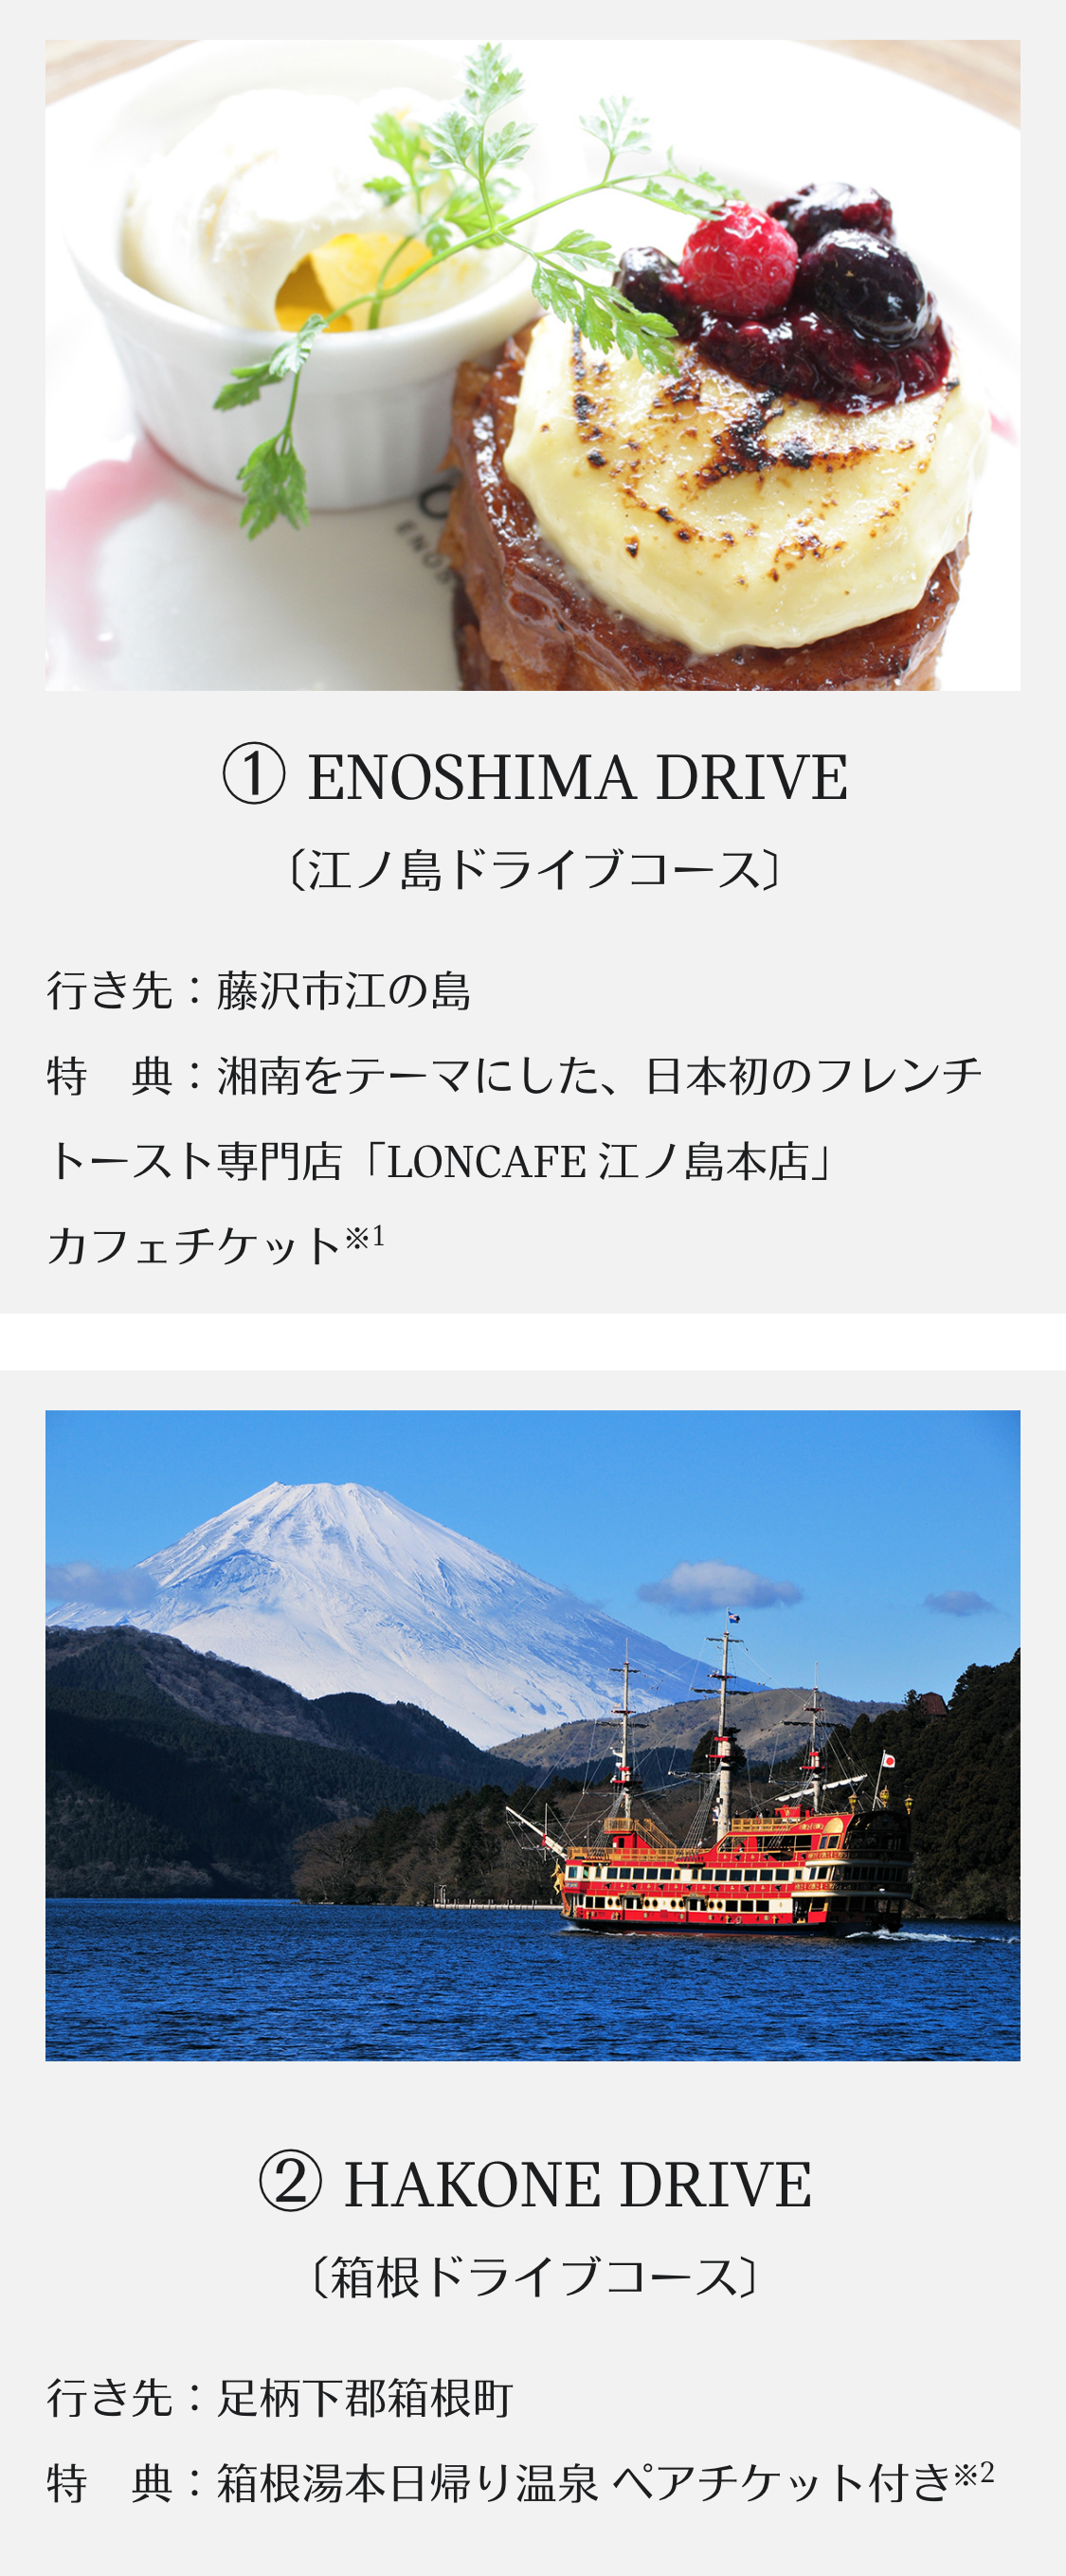 ① ENOSHIMA DRIVE
〔江ノ島ドライブコース〕
行き先：藤沢市江の島
特　典：湘南をテーマにした、日本初のフレンチ
トースト専門店「LONCAFE 江ノ島本店」
カフェチケット※1
② HAKONE DRIVE
〔箱根ドライブコース〕
行き先：足柄下郡箱根町
特　典：箱根湯本日帰り温泉 ペアチケット付き※2